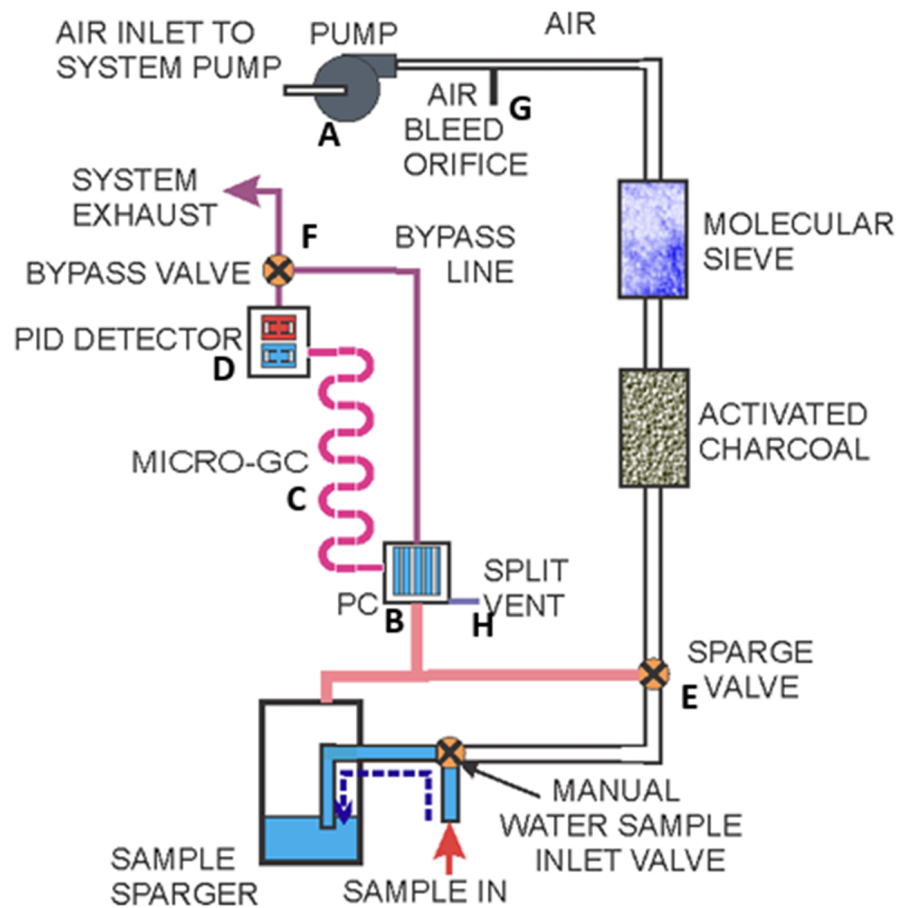 AIR INLET TO
SYSTEM PUMP
PUMP
A
AIR
AIR
BLEED
ORIFICE
G
SYSTEM
EXHAUST
F
BYPASS VALVE
BYPASS
LINE
MOLECULAR
SIEVE
PID DETECTOR
D
ACTIVATED
CHARCOAL
MICRO-GC
C
PC
B
SPLIT
VENT
H
SPARGE
VALVE
E
MANUAL
WATER SAMPLE
INLET VALVE
SAMPLE
SPARGER
SAMPLE IN